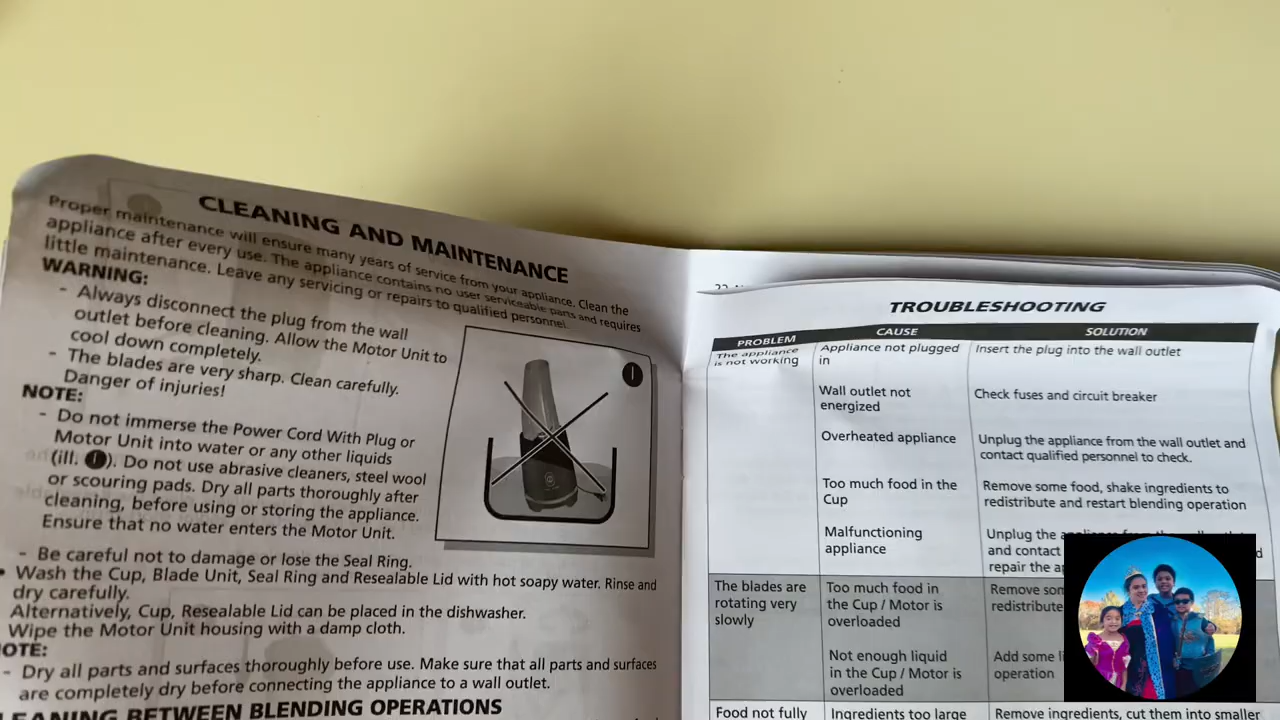 CLEANING AND MAINTENANCE
Proper maintenance will ensure many years of service from your appliance. Clean the
appliance after every use. The appliance contains no user serviceable parts and requires
little maintenance. Leave any servicing or repairs to qualified personnel.
WARNING:
- Always disconnect the plug from the wall
outlet before cleaning. Allow the Motor Unit to
cool down completely.
- The blades are very sharp. Clean carefully.
Danger of injuries!
NOTE:
- Do not immerse the Power Cord With Plug or
Motor Unit into water or any other liquids
(ill. I). Do not use abrasive cleaners, steel wool
or scouring pads. Dry all parts thoroughly after
cleaning, before using or storing the appliance.
Ensure that no water enters the Motor Unit.
- Be careful not to damage or lose the Seal Ring.
• Wash the Cup, Blade Unit, Seal Ring and Resealable Lid with hot soapy water. Rinse and
dry carefully.
Alternatively, Cup, Resealable Lid can be placed in the dishwasher.
Wipe the Motor Unit housing with a damp cloth.
OTE:
- Dry all parts and surfaces thoroughly before use. Make sure that all parts and surfaces
are completely dry before connecting the appliance to a wall outlet.
LEANING BETWEEN BLENDING OPERATIONS
I
TROUBLESHOOTING
PROBLEM CAUSE SOLUTION
The appliance is not working
Appliance not plugged in
Insert the plug into the wall outlet
Wall outlet not energized
Check fuses and circuit breaker
Overheated appliance
Unplug the appliance from the wall outlet and
contact qualified personnel to check.
Too much food in the Cup
Remove some food, shake ingredients to
redistribute and restart blending operation
Malfunctioning appliance
Unplug the
and contact
repair the
The blades are rotating very slowly
Too much food in the Cup / Motor is overloaded
Remove
redistribute
Not enough liquid in the Cup / Motor is overloaded
Add some
operation
Food not fully
Ingredients too large
Remove ingredients, cut them into smaller